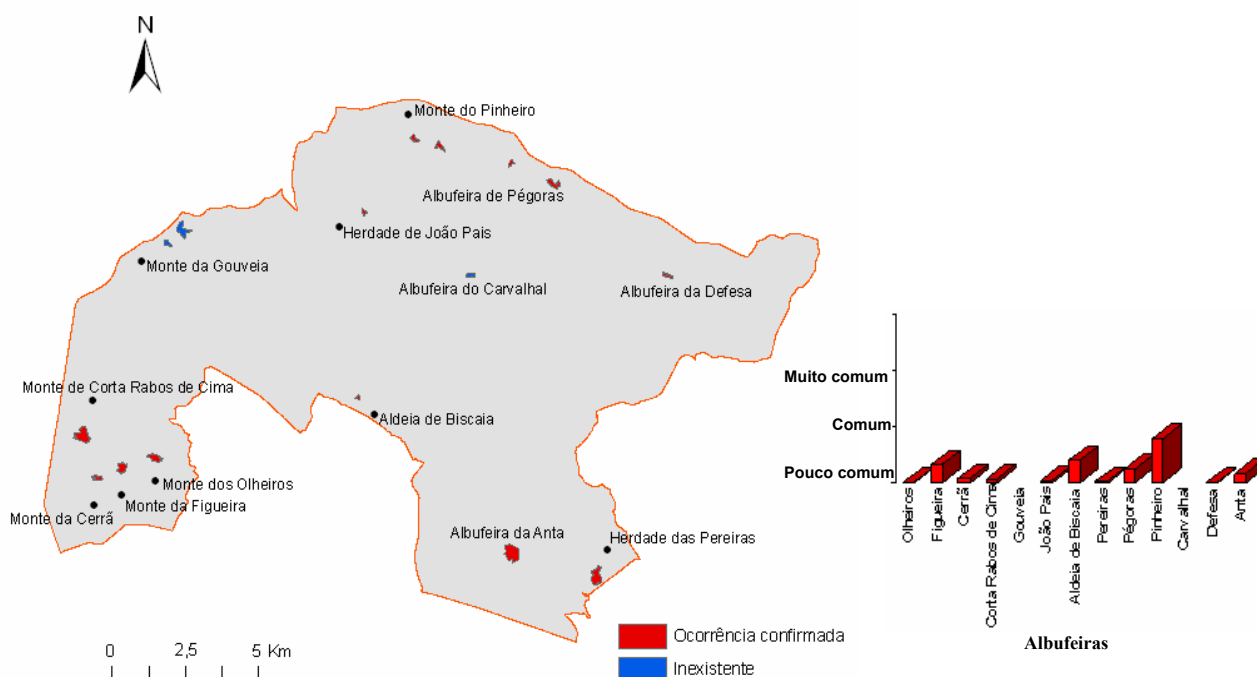 N
Monte do Pinheiro
Albufeira de Pégoras
Herdade de João Pais
Monte da Gouveia
Albufeira do Carvalhal
Albufeira da Defesa
Monte de Corta Rabos de Cima
Aldeia de Biscaia
Monte dos Olheiros
Monte da Figueira
Monte da Cerrã
Albufeira da Anta
Herdade das Pereiras
0 2,5 5 Km
Ocorrência confirmada
Inexistente
Muito comum
Comum
Pouco comum
Olheiros
Figueira
Cerrã
Corta Rabos de Cima
Gouveia
João Pais
Aldeia de Biscaia
Pereiras
Pégoras
Pinheiro
Carvalhal
Defesa
Anta
Albufeiras